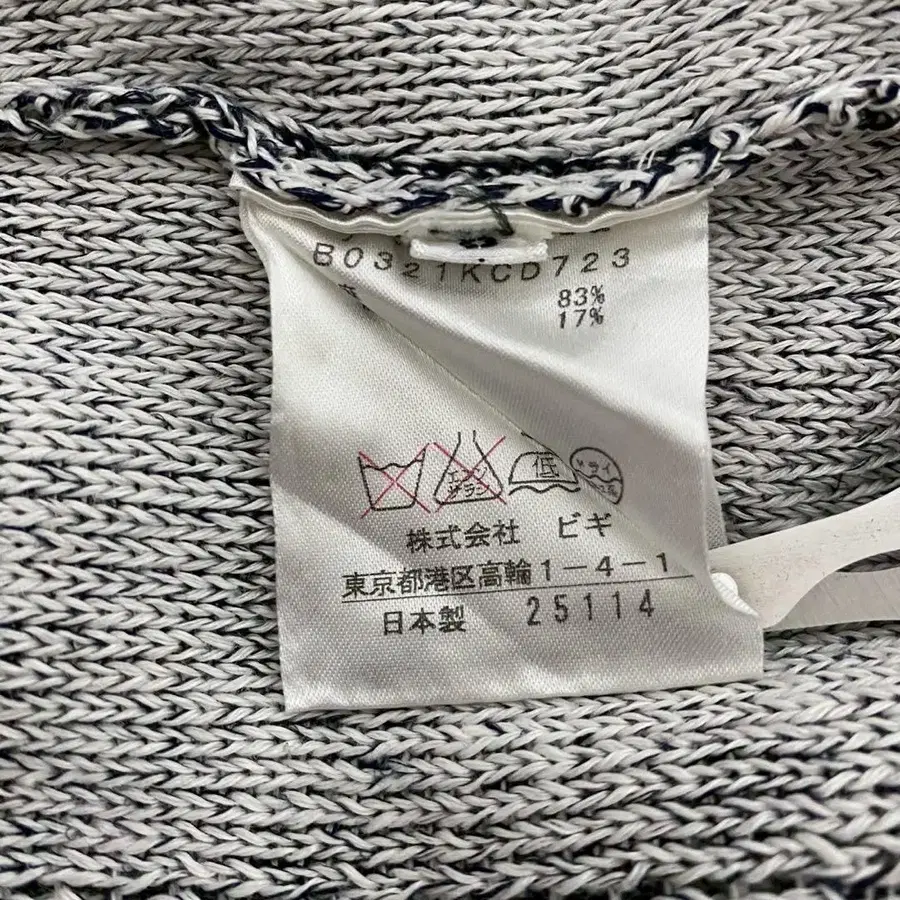 B0321KCD723
83%
17%
エンソ
サラシ
低
ドライ
株式会社 ビギ
東京都港区高輪1-4-1
日本製 25114